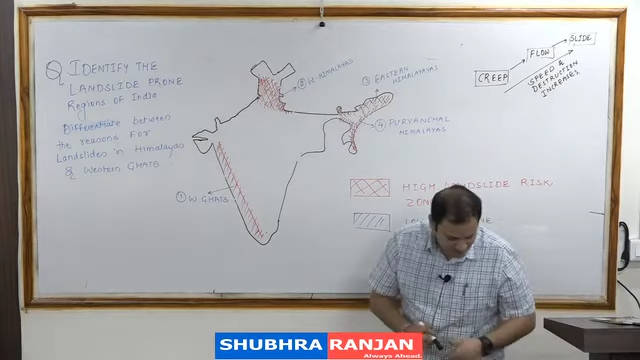 Q. IDENTIFY THE
LANDSLIDE PRONE
Regions of India
Differentiate between
the reasons For
Landslides in Himalayas
& Western GHATS
② W. HIMALAYAS
③ EASTERN HIMALAYAS
④ PURVANCHAL
HIMALAYAS
① W. GHATS
CREEP
FLOW
SLIDE
SPEED &
DESTRUCTION
INCREASES
HIGH LANDSLIDE RISK
SHUBHRA RANJAN
Always Ahead.